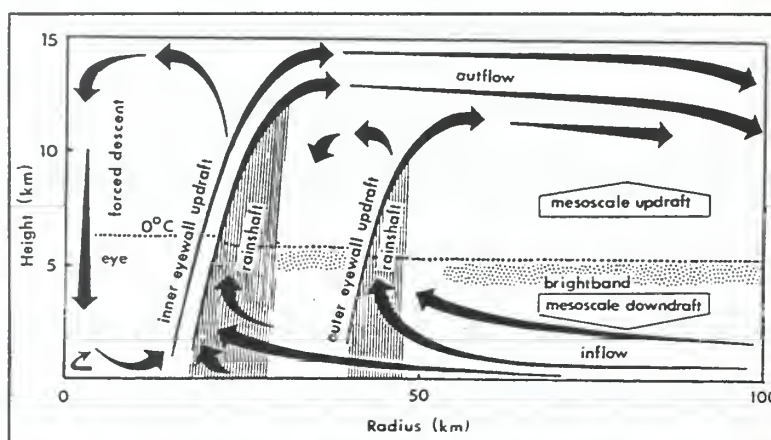 15
10
5
0
50
100
Height (km)
Radius (km)
outflow
forced descent
0°C
eye
inner eyewall updraft
rainshaft
outer eyewall updraft
rainshaft
mesoscale updraft
brightband
mesoscale downdraft
inflow